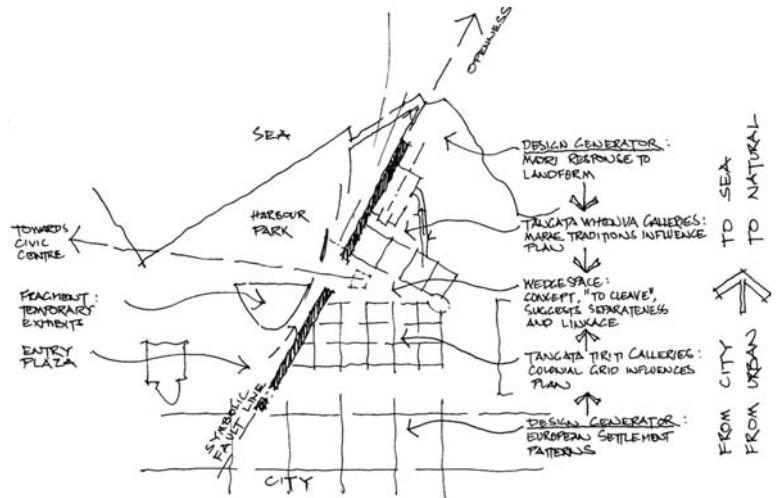 OPENNESS
SEA
HARBOUR
PARK
TOWARDS
CIVIC
CENTRE
FRAGMENT:
TEMPORARY
EXHIBITS
ENTRY
PLAZA
SYMBOLIC
FAULT LINE
CITY
DESIGN GENERATOR:
MAORI RESPONSE TO
LANDFORM
TANGATA WHENUA GALLERIES:
MARAE TRADITIONS INFLUENCE
PLAN
WEDGESPACE:
CONCEPT, "TO CLEAVE",
SUGGESTS SEPARATENESS
AND LINKAGE
TANGATA TIRITI GALLERIES:
COLONIAL GRID INFLUENCES
PLAN
DESIGN GENERATOR:
EUROPEAN SETTLEMENT
PATTERNS
FROM CITY TO SEA
FROM URBAN TO NATURAL